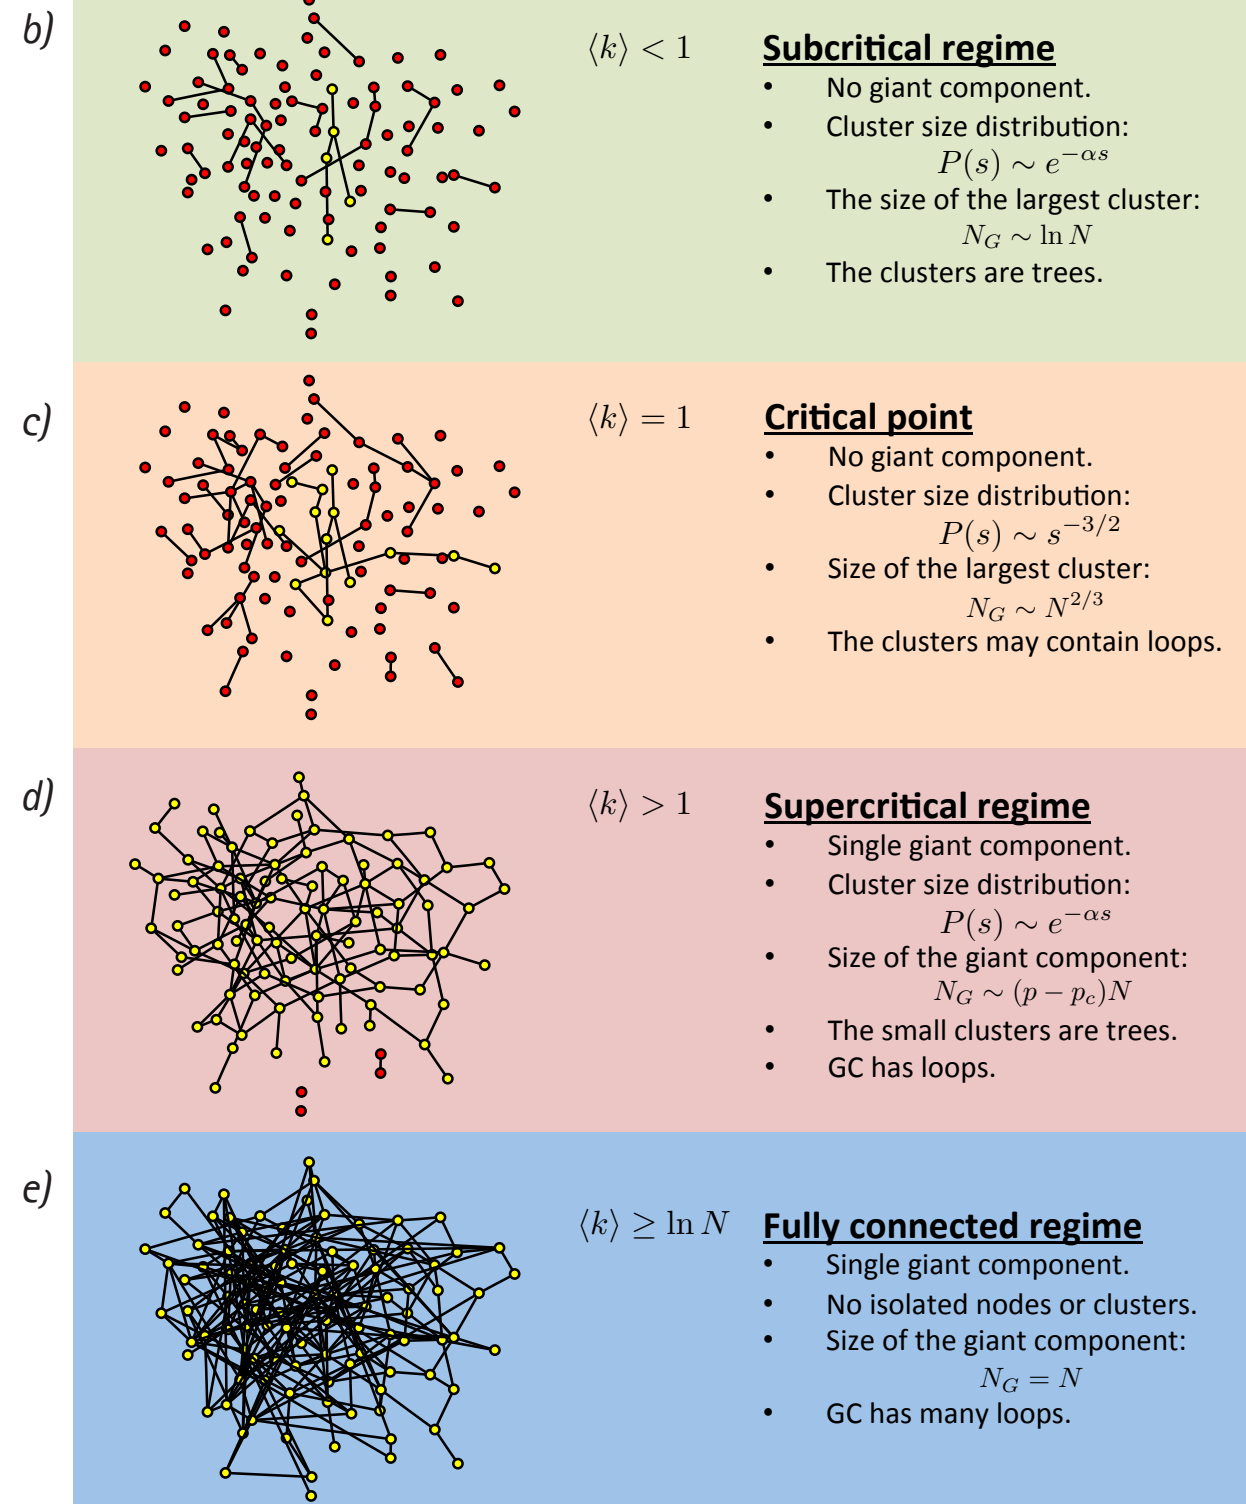 b)
⟨k⟩ < 1
Subcritical regime
• No giant component.
• Cluster size distribution:
P(s) ∼ e^{−αs}
• The size of the largest cluster:
N_G ∼ ln N
• The clusters are trees.
c)
⟨k⟩ = 1
Critical point
• No giant component.
• Cluster size distribution:
P(s) ∼ s^{−3/2}
• Size of the largest cluster:
N_G ∼ N^{2/3}
• The clusters may contain loops.
d)
⟨k⟩ > 1
Supercritical regime
• Single giant component.
• Cluster size distribution:
P(s) ∼ e^{−αs}
• Size of the giant component:
N_G ∼ (p − p_c)N
• The small clusters are trees.
• GC has loops.
e)
⟨k⟩ ≥ ln N
Fully connected regime
• Single giant component.
• No isolated nodes or clusters.
• Size of the giant component:
N_G = N
• GC has many loops.